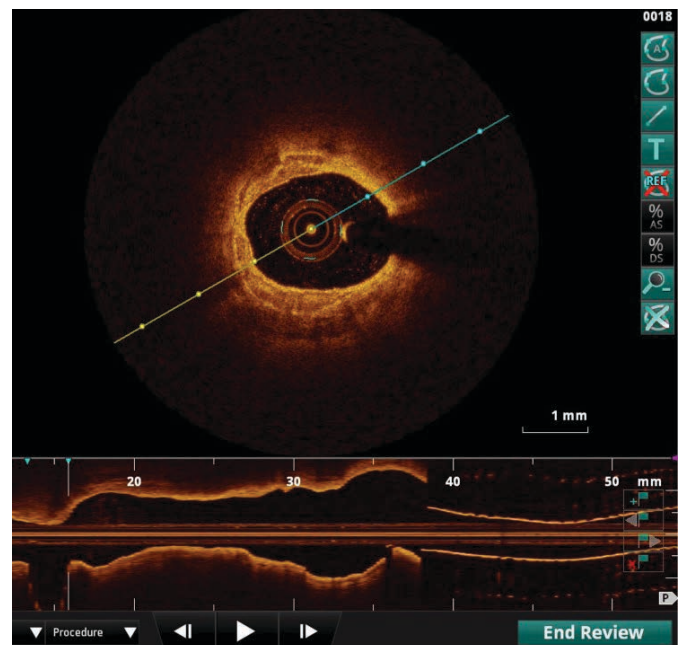 0018
A
T
REF
%
AS
%
DS
1 mm
20 30 40 50 mm
P
Procedure
End Review